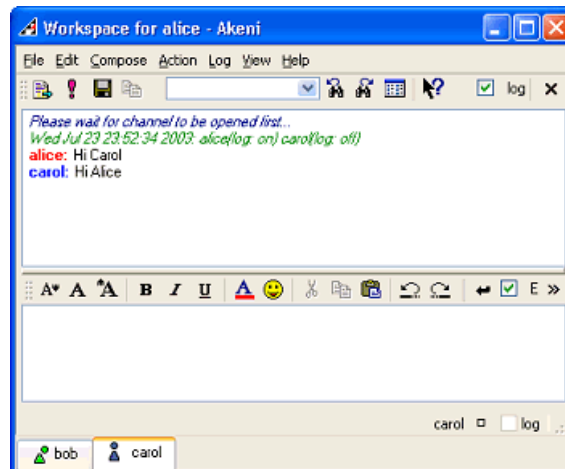 Workspace for alice - Akeni
File Edit Compose Action Log View Help
log
Please wait for channel to be opened first...
Wed Jul 23 23:52:34 2003: alice(log: on) carol(log: off)
alice: Hi Carol
carol: Hi Alice
A A A B I U A E »
carol log
bob carol